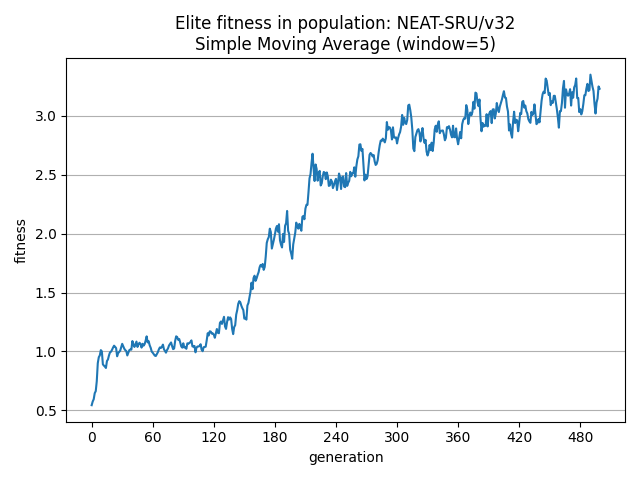 Elite fitness in population: NEAT-SRU/v32
Simple Moving Average (window=5)
fitness
3.0
2.5
2.0
1.5
1.0
0.5
0 60 120 180 240 300 360 420 480
generation